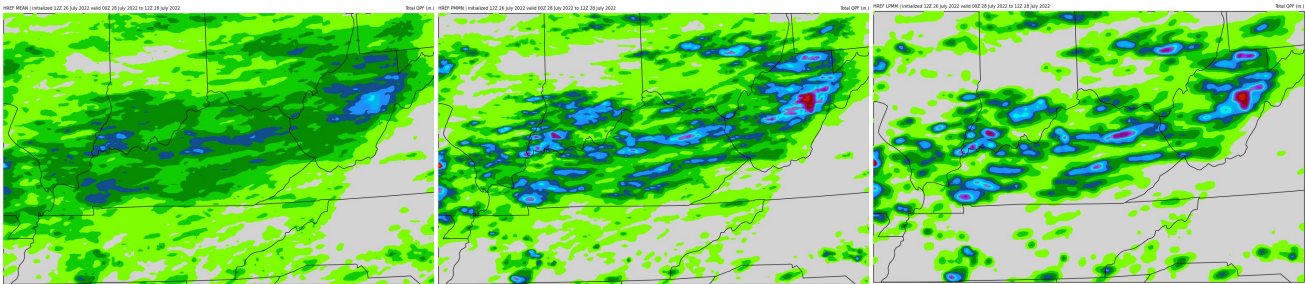 HREF MEAN | initialized 12Z 26 July 2022 valid 00Z 28 July 2022 to 12Z 28 July 2022
Total QPF (in.)
HREF PMMN | initialized 12Z 26 July 2022 valid 00Z 28 July 2022 to 12Z 28 July 2022
Total QPF (in.)
HREF LPMM | initialized 12Z 26 July 2022 valid 00Z 28 July 2022 to 12Z 28 July 2022
Total QPF (in.)